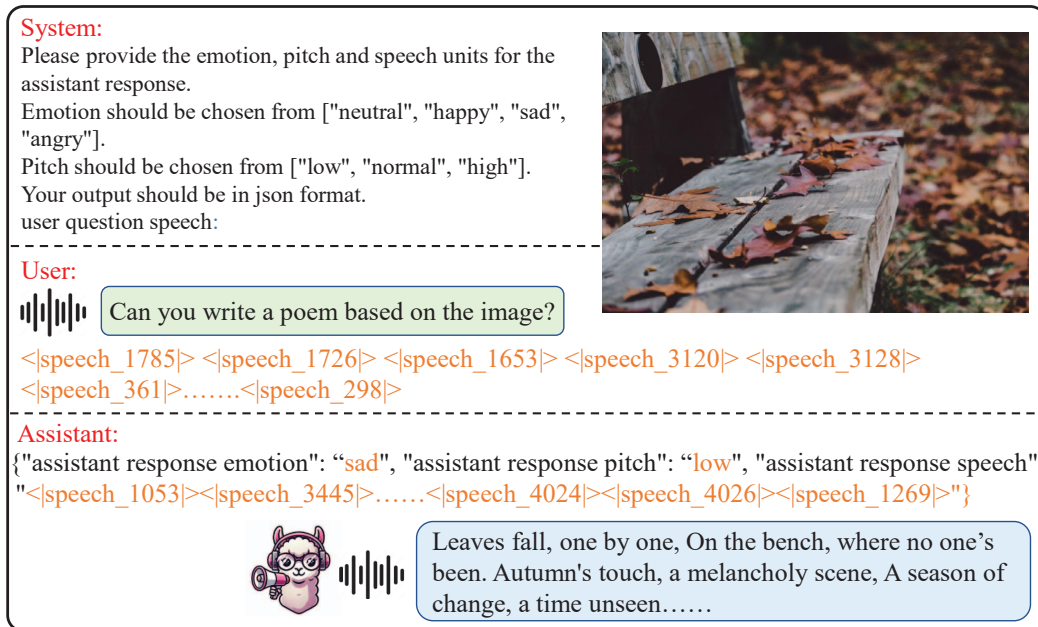 System:
Please provide the emotion, pitch and speech units for the
assistant response.
Emotion should be chosen from ["neutral", "happy", "sad",
"angry"].
Pitch should be chosen from ["low", "normal", "high"].
Your output should be in json format.
user question speech:
User:
Can you write a poem based on the image?
<|speech_1785|> <|speech_1726|> <|speech_1653|> <|speech_3120|> <|speech_3128|>
<|speech_361|>…….<|speech_298|>
Assistant:
{"assistant response emotion": “sad”, "assistant response pitch": “low”, "assistant response speech"
"<|speech_1053|><|speech_3445|>……<|speech_4024|><|speech_4026|><|speech_1269|>"}
Leaves fall, one by one, On the bench, where no one’s
been. Autumn's touch, a melancholy scene, A season of
change, a time unseen……